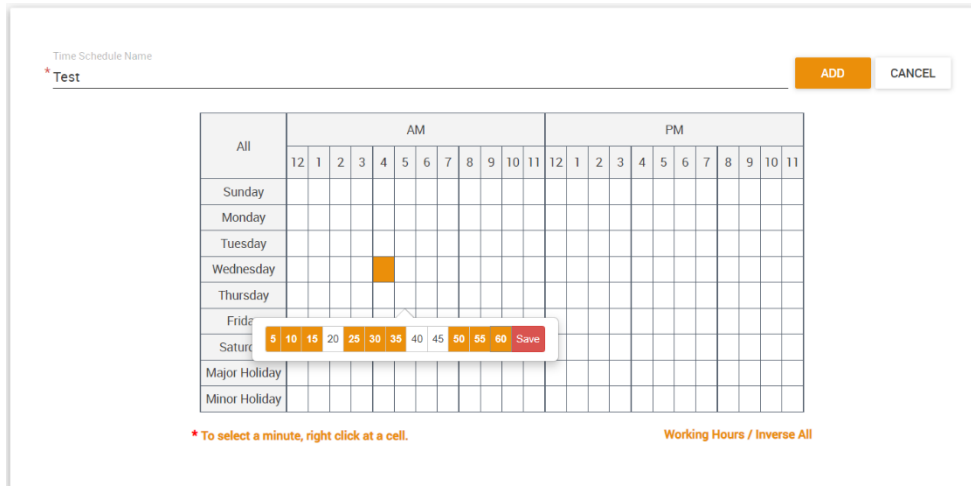 Time Schedule Name
* Test
ADD
CANCEL
All
AM
PM
12 1 2 3 4 5 6 7 8 9 10 11 12 1 2 3 4 5 6 7 8 9 10 11
Sunday
Monday
Tuesday
Wednesday
Thursday
Frida
5 10 15 20 25 30 35 40 45 50 55 60 Save
Satur
Major Holiday
Minor Holiday
* To select a minute, right click at a cell.
Working Hours / Inverse All